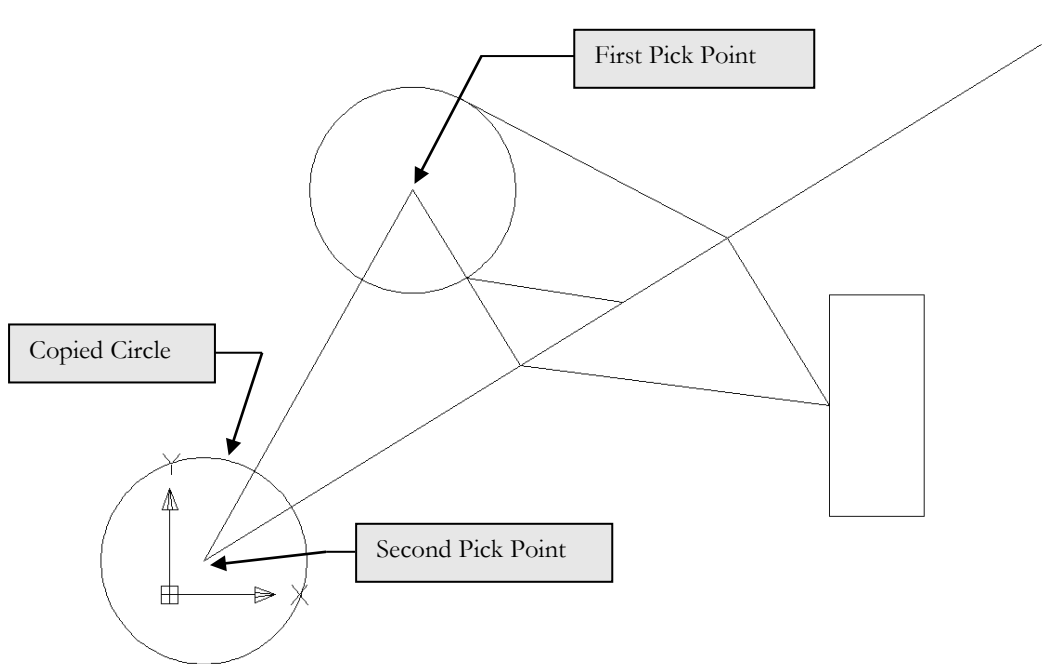 First Pick Point
Copied Circle
Y
Second Pick Point
X